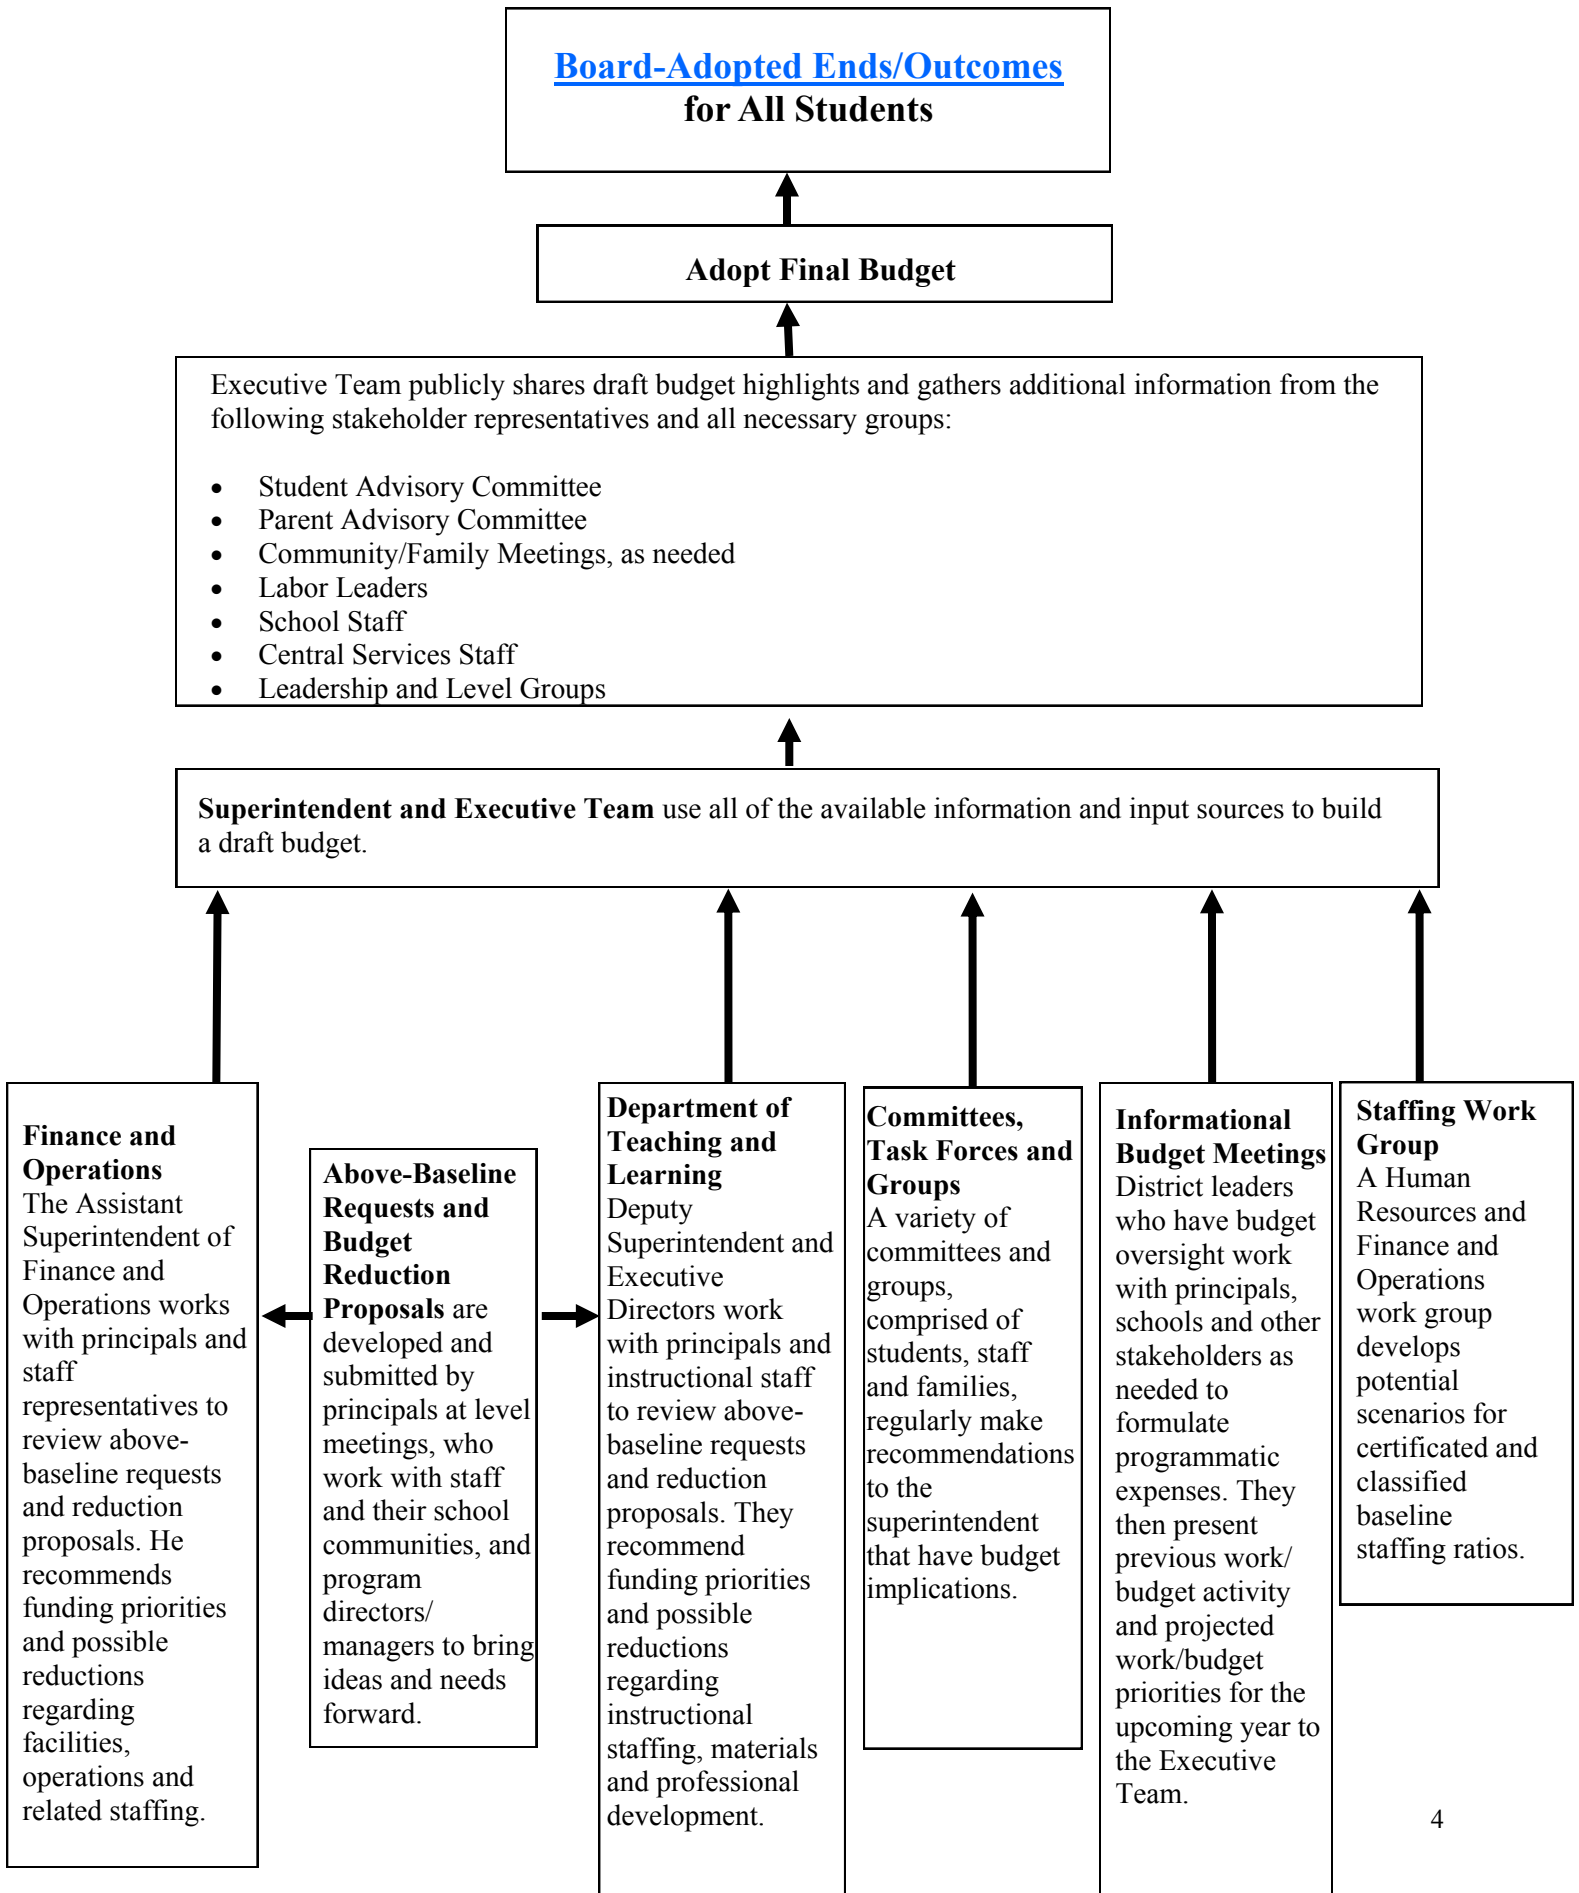 Board-Adopted Ends/Outcomes
for All Students
Adopt Final Budget
Executive Team publicly shares draft budget highlights and gathers additional information from the
following stakeholder representatives and all necessary groups:
• Student Advisory Committee
• Parent Advisory Committee
• Community/Family Meetings, as needed
• Labor Leaders
• School Staff
• Central Services Staff
• Leadership and Level Groups
Superintendent and Executive Team use all of the available information and input sources to build
a draft budget.
Finance and
Operations
The Assistant
Superintendent of
Finance and
Operations works
with principals and
staff
representatives to
review above-
baseline requests
and reduction
proposals. He
recommends
funding priorities
and possible
reductions
regarding
facilities,
operations and
related staffing.
Above-Baseline
Requests and
Budget
Reduction
Proposals are
developed and
submitted by
principals at level
meetings, who
work with staff
and their school
communities, and
program
directors/
managers to bring
ideas and needs
forward.
Department of
Teaching and
Learning
Deputy
Superintendent and
Executive
Directors work
with principals and
instructional staff
to review above-
baseline requests
and reduction
proposals. They
recommend
funding priorities
and possible
reductions
regarding
instructional
staffing, materials
and professional
development.
Committees,
Task Forces and
Groups
A variety of
committees and
groups,
comprised of
students, staff
and families,
regularly make
recommendations
to the
superintendent
that have budget
implications.
Informational
Budget Meetings
District leaders
who have budget
oversight work
with principals,
schools and other
stakeholders as
needed to
formulate
programmatic
expenses. They
then present
previous work/
budget activity
and projected
work/budget
priorities for the
upcoming year to
the Executive
Team.
Staffing Work
Group
A Human
Resources and
Finance and
Operations
work group
develops
potential
scenarios for
certificated and
classified
baseline
staffing ratios.
4